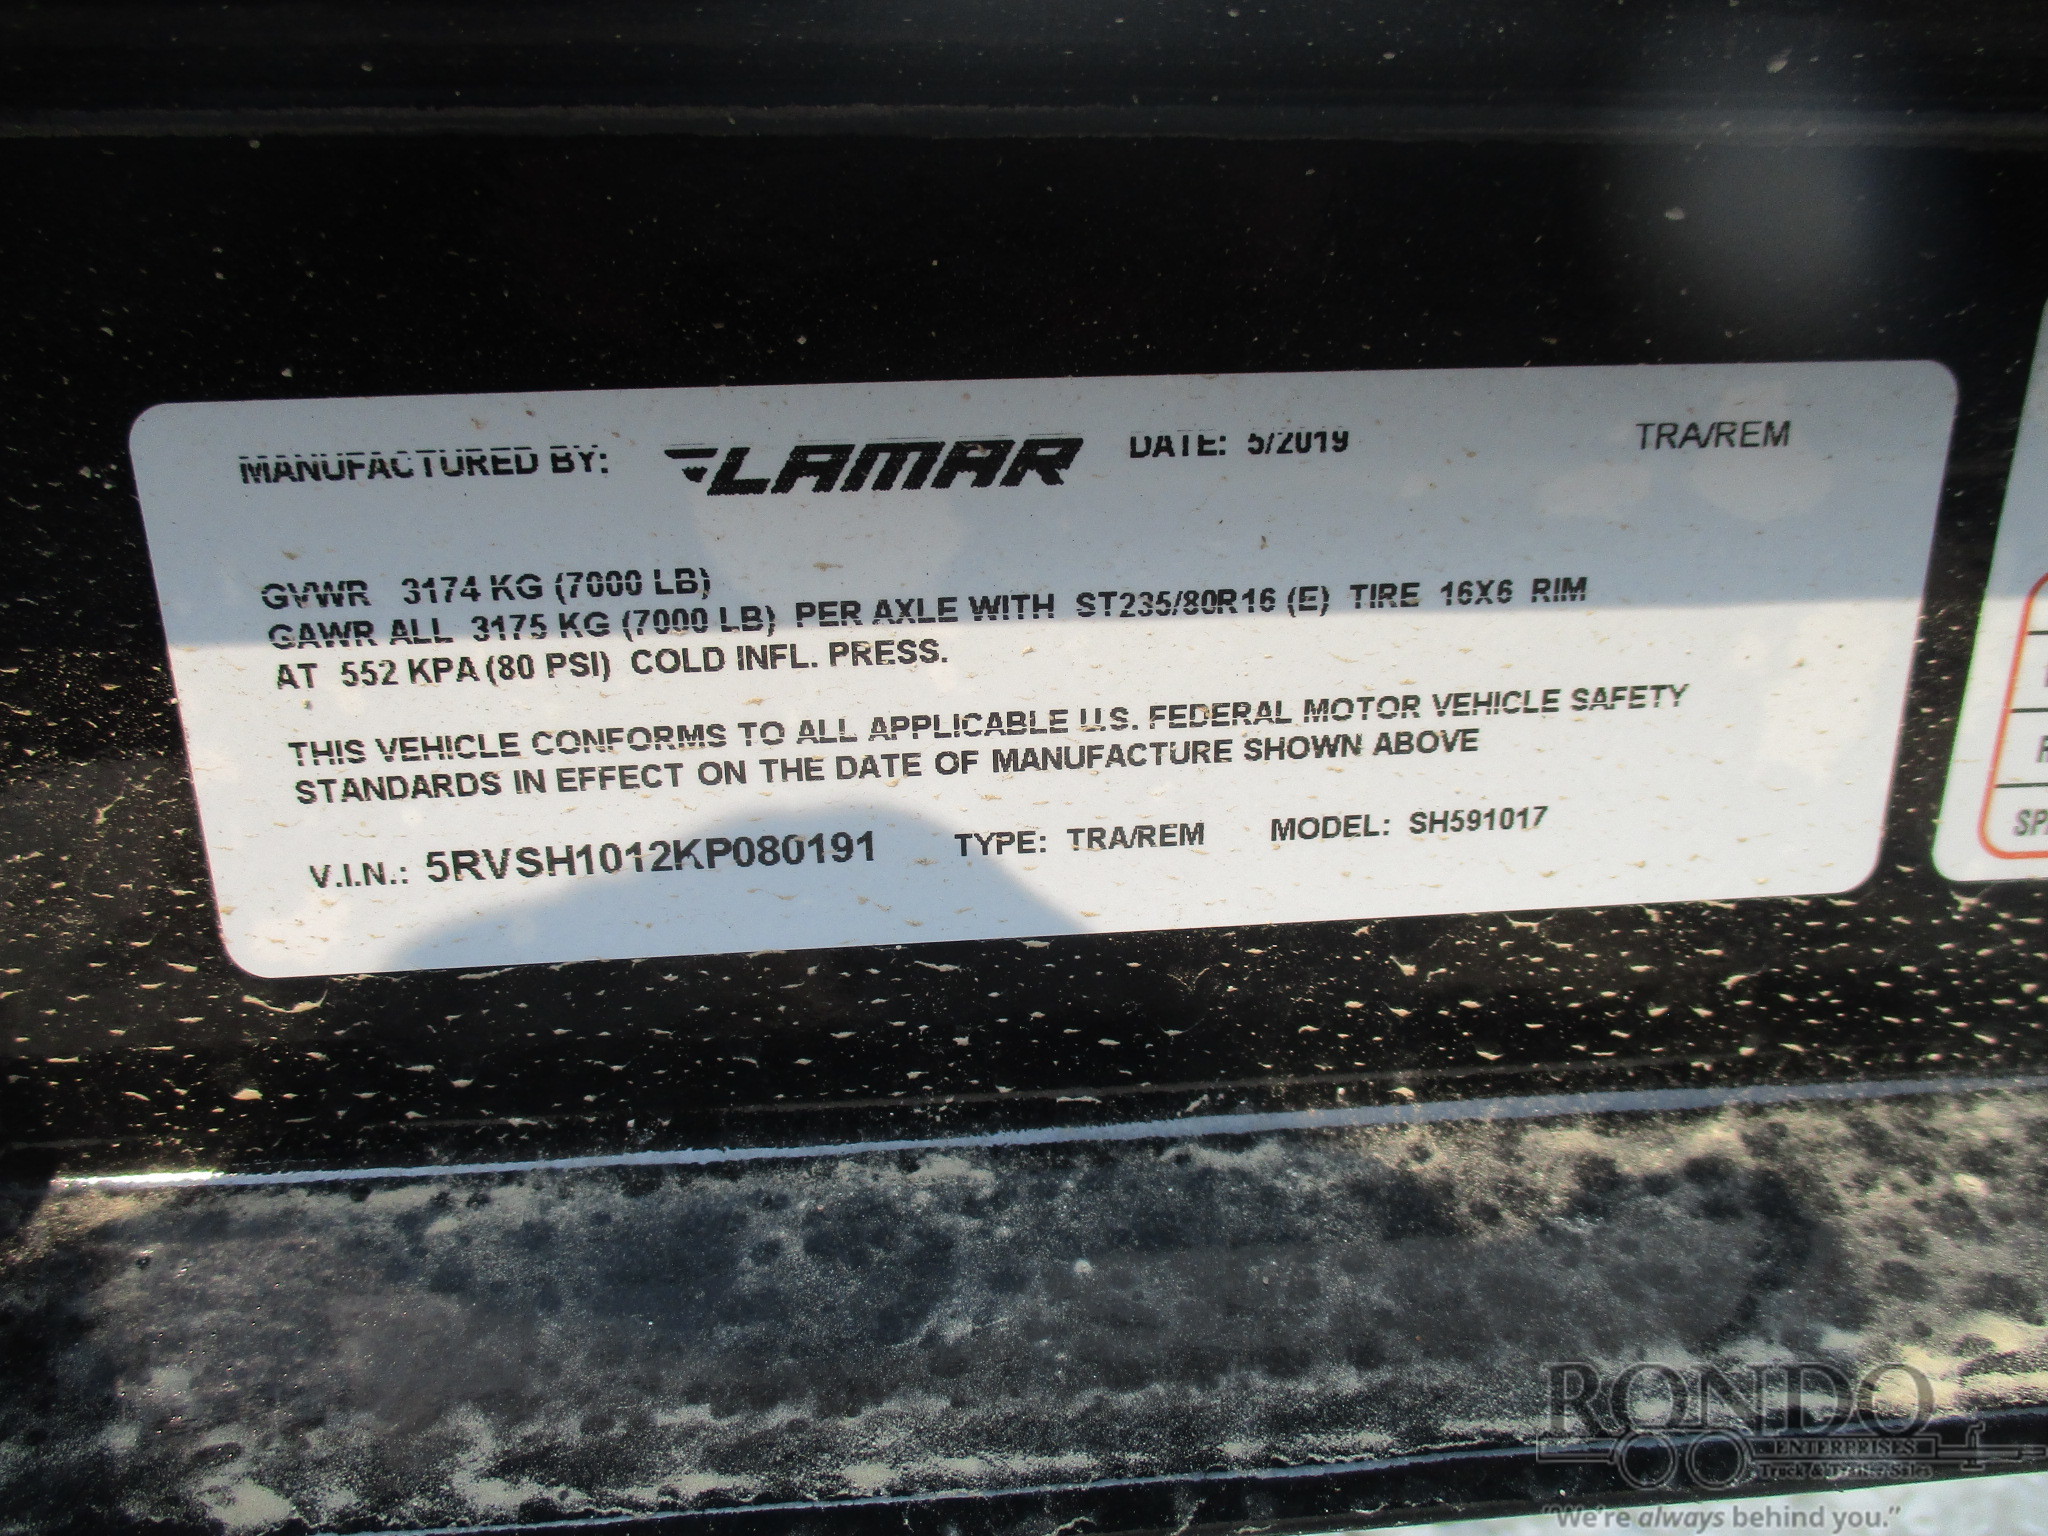 MANUFACTURED BY: LAMAR DATE: 5/2019 TRA/REM
GVWR 3174 KG (7000 LB)
GAWR ALL 3175 KG (7000 LB) PER AXLE WITH ST235/80R16 (E) TIRE 16X6 RIM
AT 552 KPA (80 PSI) COLD INFL. PRESS.
THIS VEHICLE CONFORMS TO ALL APPLICABLE U.S. FEDERAL MOTOR VEHICLE SAFETY
STANDARDS IN EFFECT ON THE DATE OF MANUFACTURE SHOWN ABOVE
V.I.N.: 5RVSH1012KP080191 TYPE: TRA/REM MODEL: SH591017
RONDO
ENTERPRISES
Truck & Trailer Sales
"We're always behind you."